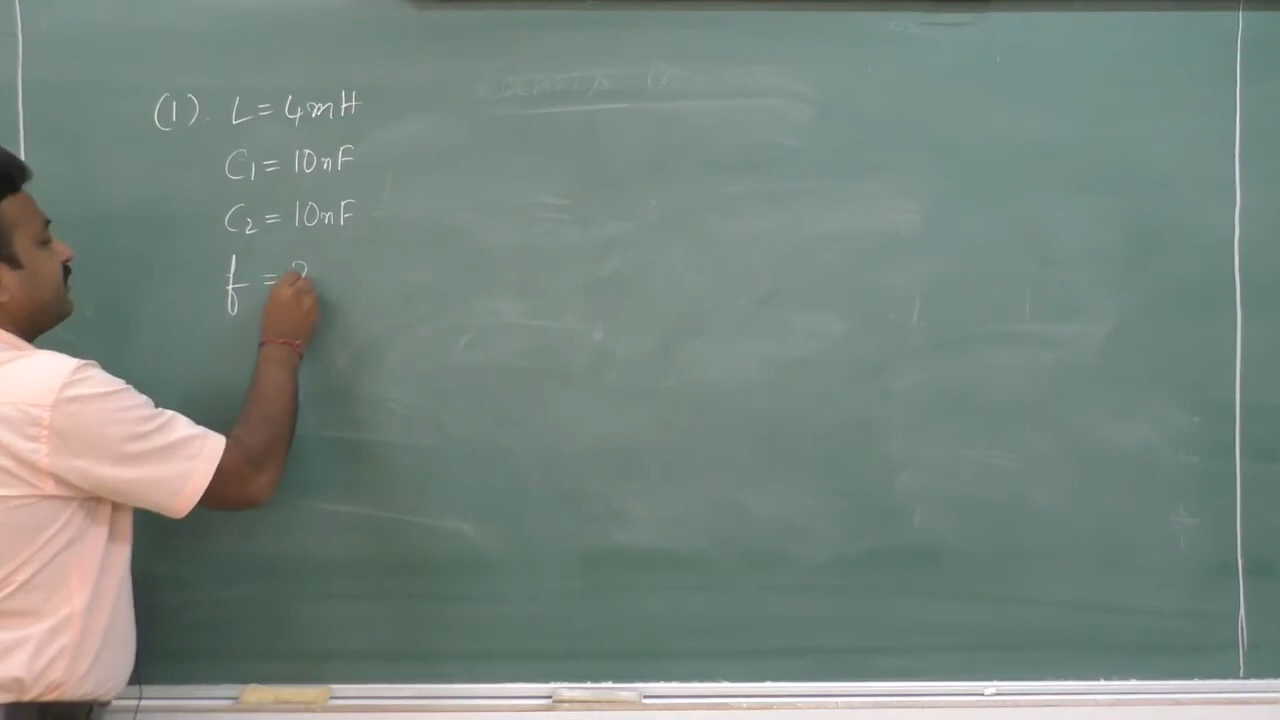 (1). L = 4mH
C₁ = 10nF
C₂ = 10nF
f = ?